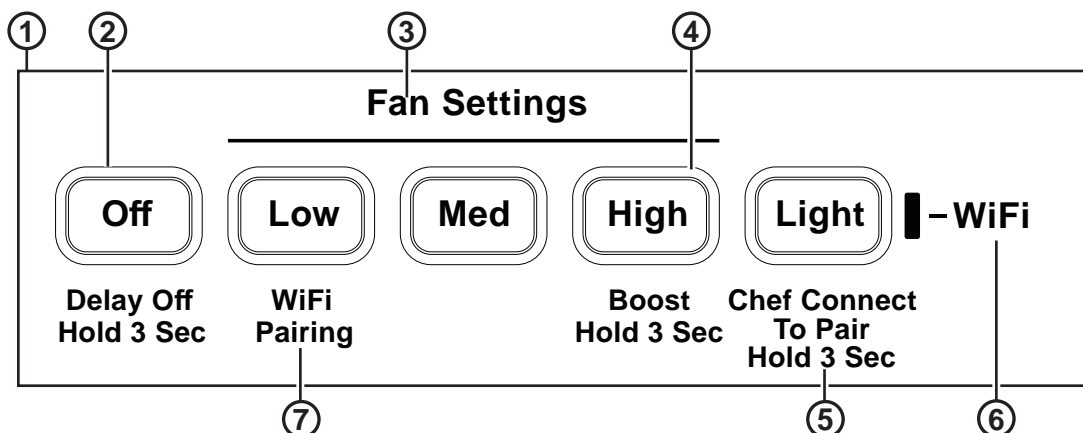 1 2 3 4
Fan Settings
Off Low Med High Light - WiFi
Delay Off WiFi Boost Chef Connect
Hold 3 Sec Pairing Hold 3 Sec To Pair
Hold 3 Sec
7 5 6